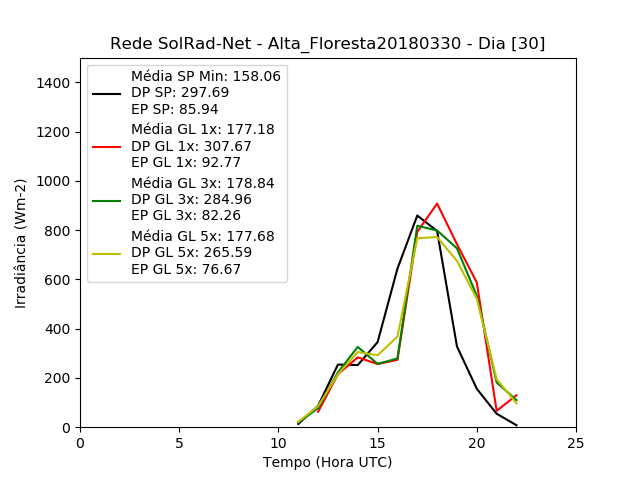 Rede SolRad-Net - Alta_Floresta20180330 - Dia [30]
Média SP Min: 158.06
DP SP: 297.69
EP SP: 85.94
Média GL 1x: 177.18
DP GL 1x: 307.67
EP GL 1x: 92.77
Média GL 3x: 178.84
DP GL 3x: 284.96
EP GL 3x: 82.26
Média GL 5x: 177.68
DP GL 5x: 265.59
EP GL 5x: 76.67
Irradiância (Wm-2)
1400
1200
1000
800
600
400
200
0
0 5 10 15 20 25
Tempo (Hora UTC)